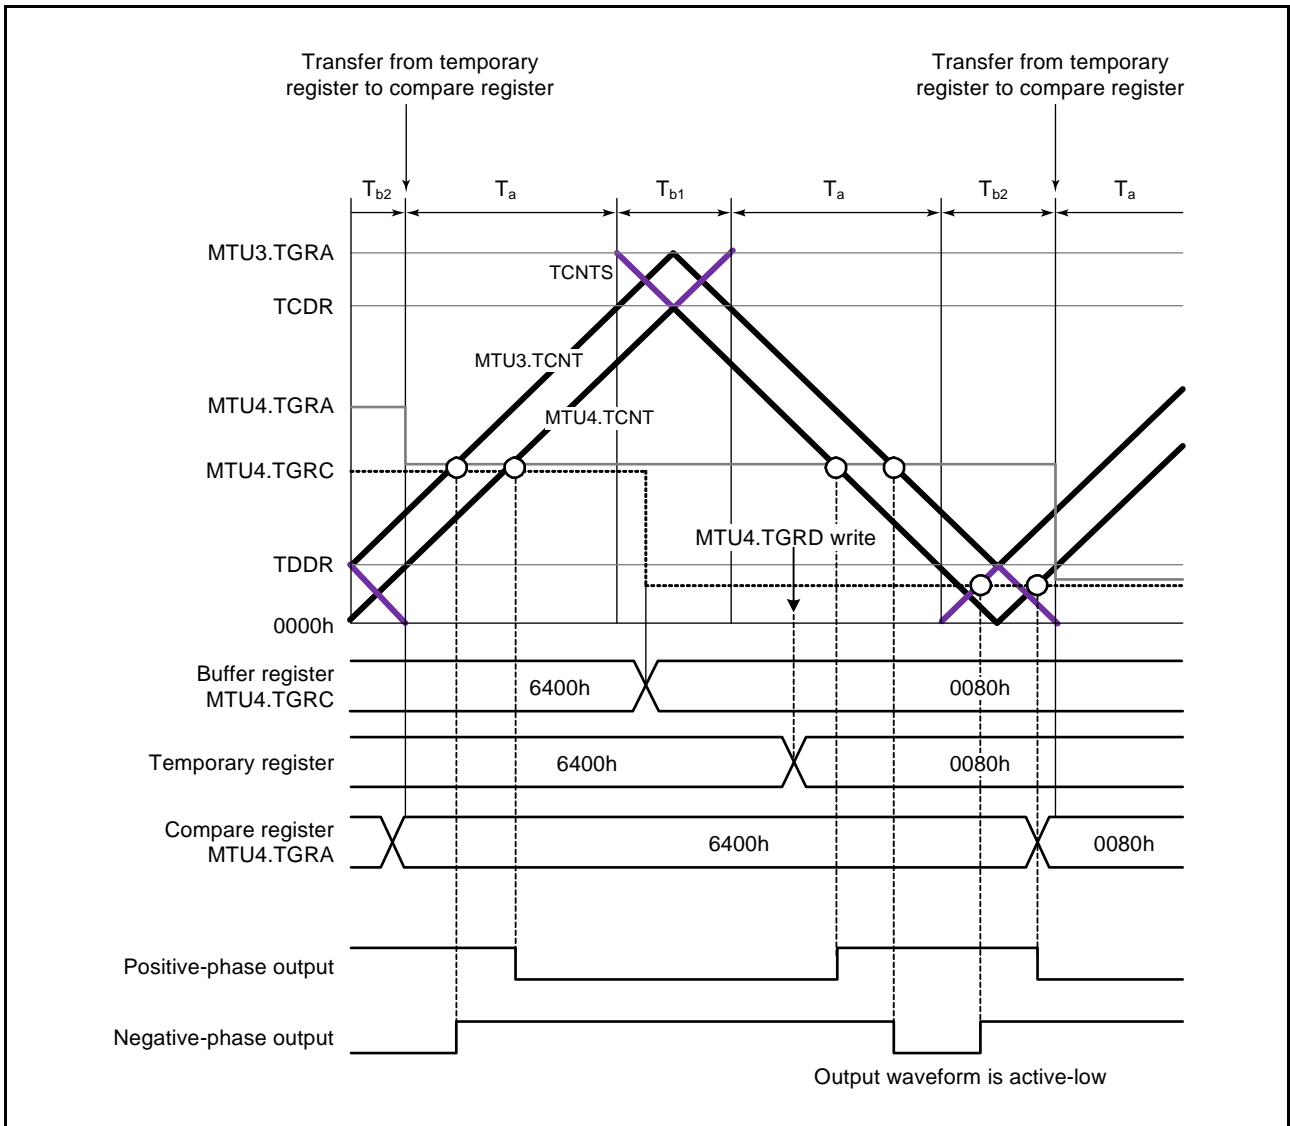 Transfer from temporary
register to compare register
Transfer from temporary
register to compare register
Tb2
Ta
Tb1
Ta
Tb2
Ta
MTU3.TGRA
TCNTS
TCDR
MTU3.TCNT
MTU4.TGRA
MTU4.TCNT
MTU4.TGRC
MTU4.TGRD write
TDDR
0000h
Buffer register
MTU4.TGRC
6400h
0080h
Temporary register
6400h
0080h
Compare register
MTU4.TGRA
6400h
0080h
Positive-phase output
Negative-phase output
Output waveform is active-low